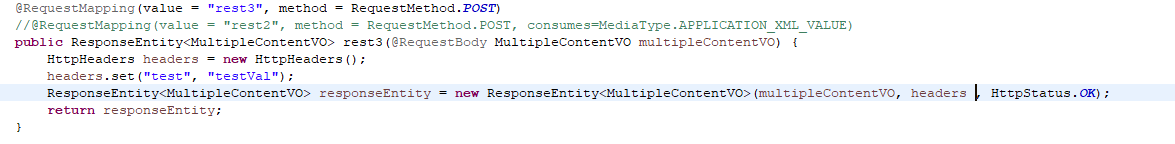 @RequestMapping(value = "rest3", method = RequestMethod.POST)
//@RequestMapping(value = "rest2", method = RequestMethod.POST, consumes=MediaType.APPLICATION_XML_VALUE)
public ResponseEntity<MultipleContentVO> rest3(@RequestBody MultipleContentVO multipleContentVO) {
    HttpHeaders headers = new HttpHeaders();
    headers.set("test", "testVal");
    ResponseEntity<MultipleContentVO> responseEntity = new ResponseEntity<MultipleContentVO>(multipleContentVO, headers , HttpStatus.OK);
    return responseEntity;
}